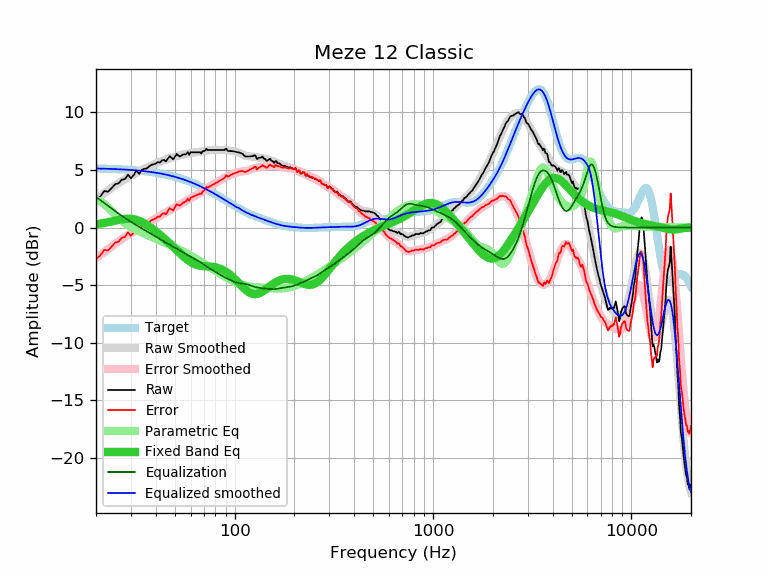 Meze 12 Classic
10
5
0
−5
−10
−15
−20
Amplitude (dBr)
Target
Raw Smoothed
Error Smoothed
Raw
Error
Parametric Eq
Fixed Band Eq
Equalization
Equalized smoothed
100
1000
10000
Frequency (Hz)